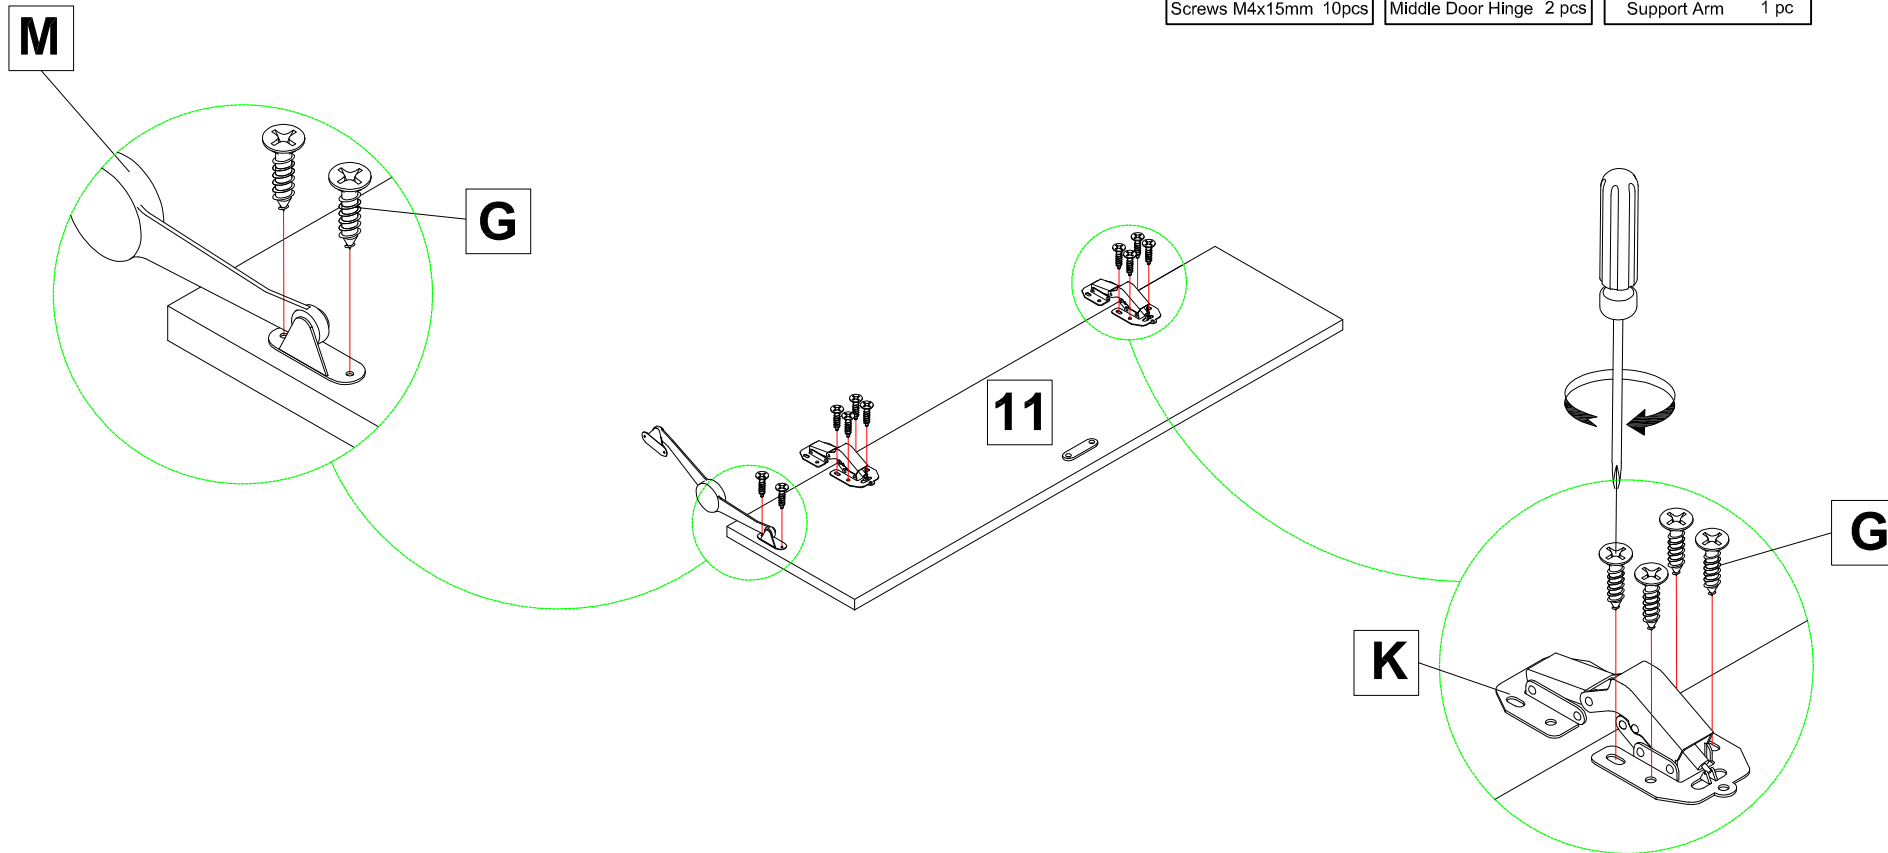 Screws M4x15mm 10pcs
Middle Door Hinge 2 pcs
Support Arm 1 pc
M
G
11
G
K